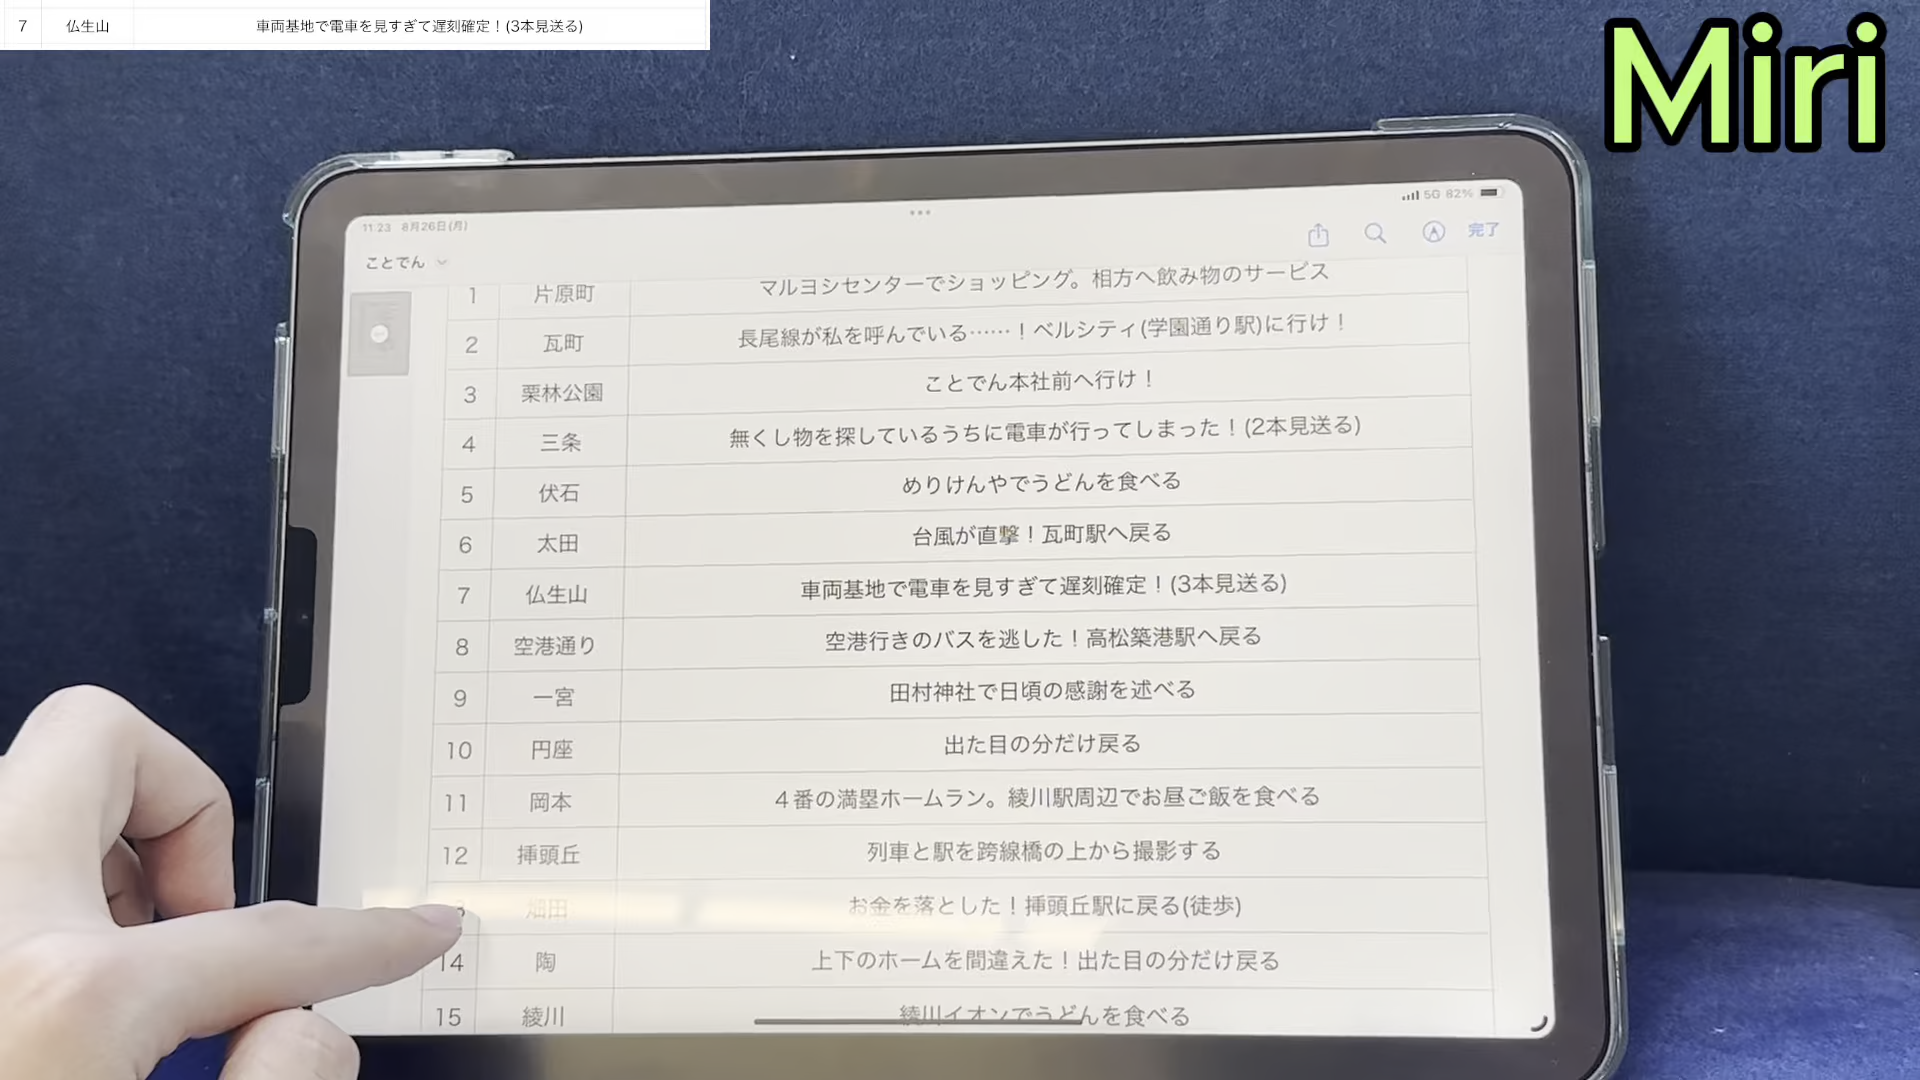 7 仏生山 車両基地で電車を見すぎて遅刻確定！(3本見送る)
Miri
11:23 8月26日(月)
5G 82%
ことでん
完了
1 片原町 マルヨシセンターでショッピング。相方へ飲み物のサービス
2 瓦町 長尾線が私を呼んでいる……！ベルシティ(学園通り駅)に行け！
3 栗林公園 ことでん本社前へ行け！
4 三条 無くし物を探しているうちに電車が行ってしまった！(2本見送る)
5 伏石 めりけんやでうどんを食べる
6 太田 台風が直撃！瓦町駅へ戻る
7 仏生山 車両基地で電車を見すぎて遅刻確定！(3本見送る)
8 空港通り 空港行きのバスを逃した！高松築港駅へ戻る
9 一宮 田村神社で日頃の感謝を述べる
10 円座 出た目の分だけ戻る
11 岡本 ４番の満塁ホームラン。綾川駅周辺でお昼ご飯を食べる
12 挿頭丘 列車と駅を跨線橋の上から撮影する
3 畑田 お金を落とした！挿頭丘駅に戻る(徒歩)
14 陶 上下のホームを間違えた！出た目の分だけ戻る
15 綾川 綾川イオンでうどんを食べる